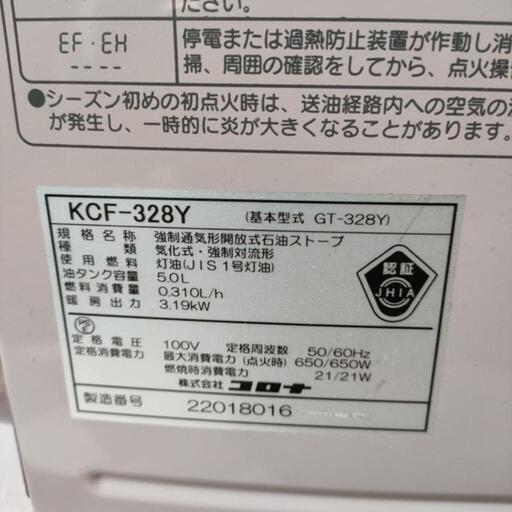 ださい。
EF・EH
----
停電または過熱防止装置が作動し消
掃、周囲の確認をしてから、点火操
●シーズン初めの初点火時は、送油経路内への空気の
が発生し、一時的に炎が大きくなることがあります。
KCF-328Y (基本型式 GT-328Y)
規格名称 強制通気形開放式石油ストーブ
種類 気化式・強制対流形
使用燃料 灯油(JIS1号灯油)
油タンク容量 5.0L
燃料消費量 0.310L/h
暖房出力 3.19kW
認証
JHIA
PS
E
定格電圧 100V 定格周波数 50/60Hz
定格消費電力 最大消費電力(点火時) 650/650W
燃焼時消費電力 21/21W
株式会社 コロナ
製造番号 22018016